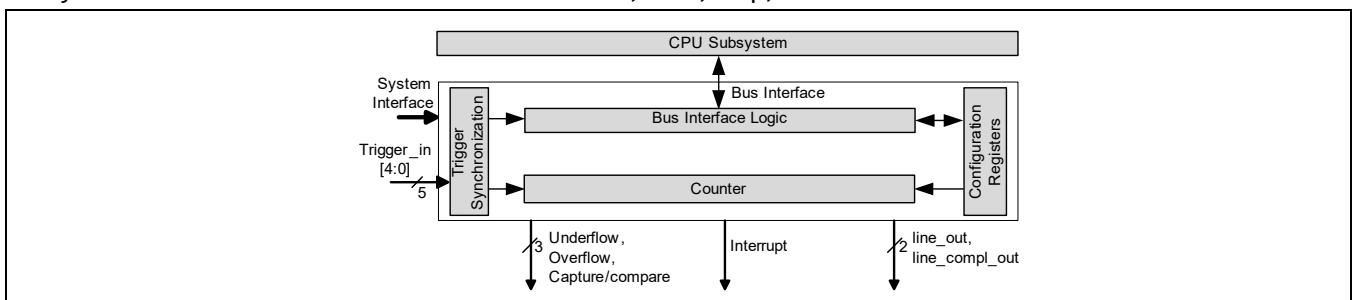 CPU Subsystem
System
Interface
Bus Interface
Bus Interface Logic
Trigger
Synchronization
Configuration
Registers
Trigger_in
[4:0]
5
Counter
3
Underflow,
Overflow,
Capture/compare
Interrupt
2
line_out,
line_compl_out